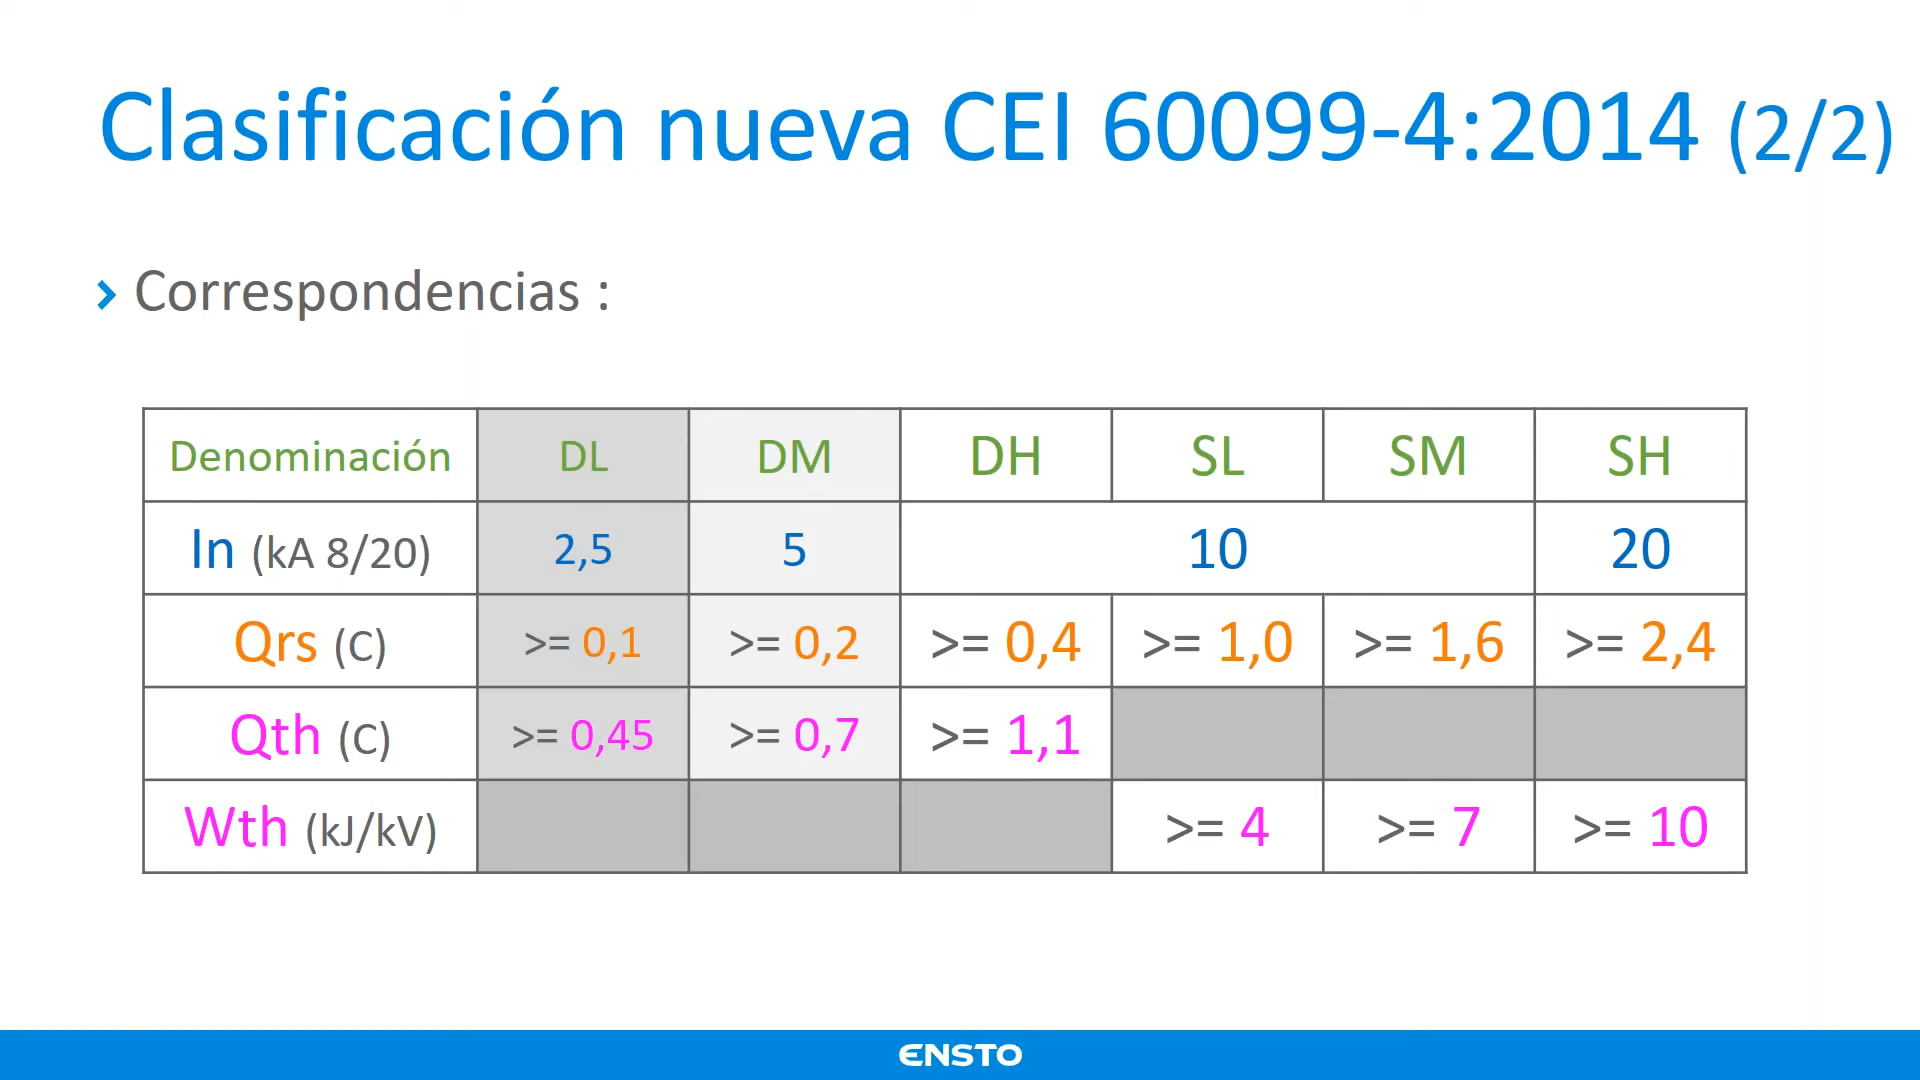 Clasificación nueva CEI 60099-4:2014 (2/2)
Correspondencias :
Denominación DL DM DH SL SM SH
In (kA 8/20) 2,5 5 10 20
Qrs (C) >= 0,1 >= 0,2 >= 0,4 >= 1,0 >= 1,6 >= 2,4
Qth (C) >= 0,45 >= 0,7 >= 1,1
Wth (kJ/kV) >= 4 >= 7 >= 10
ENSTO